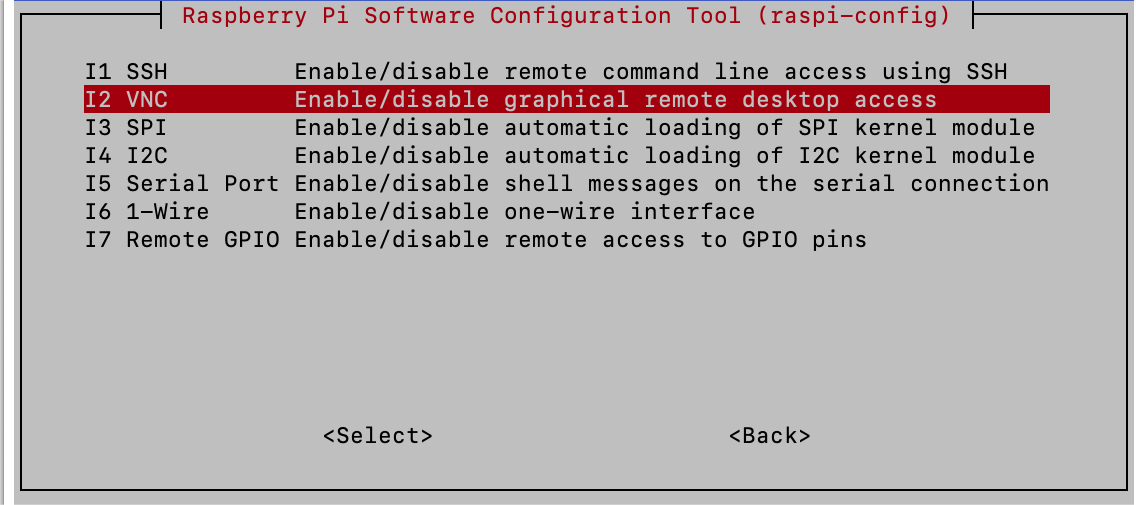 Raspberry Pi Software Configuration Tool (raspi-config)
I1 SSH Enable/disable remote command line access using SSH
I2 VNC Enable/disable graphical remote desktop access
I3 SPI Enable/disable automatic loading of SPI kernel module
I4 I2C Enable/disable automatic loading of I2C kernel module
I5 Serial Port Enable/disable shell messages on the serial connection
I6 1-Wire Enable/disable one-wire interface
I7 Remote GPIO Enable/disable remote access to GPIO pins
<Select> <Back>